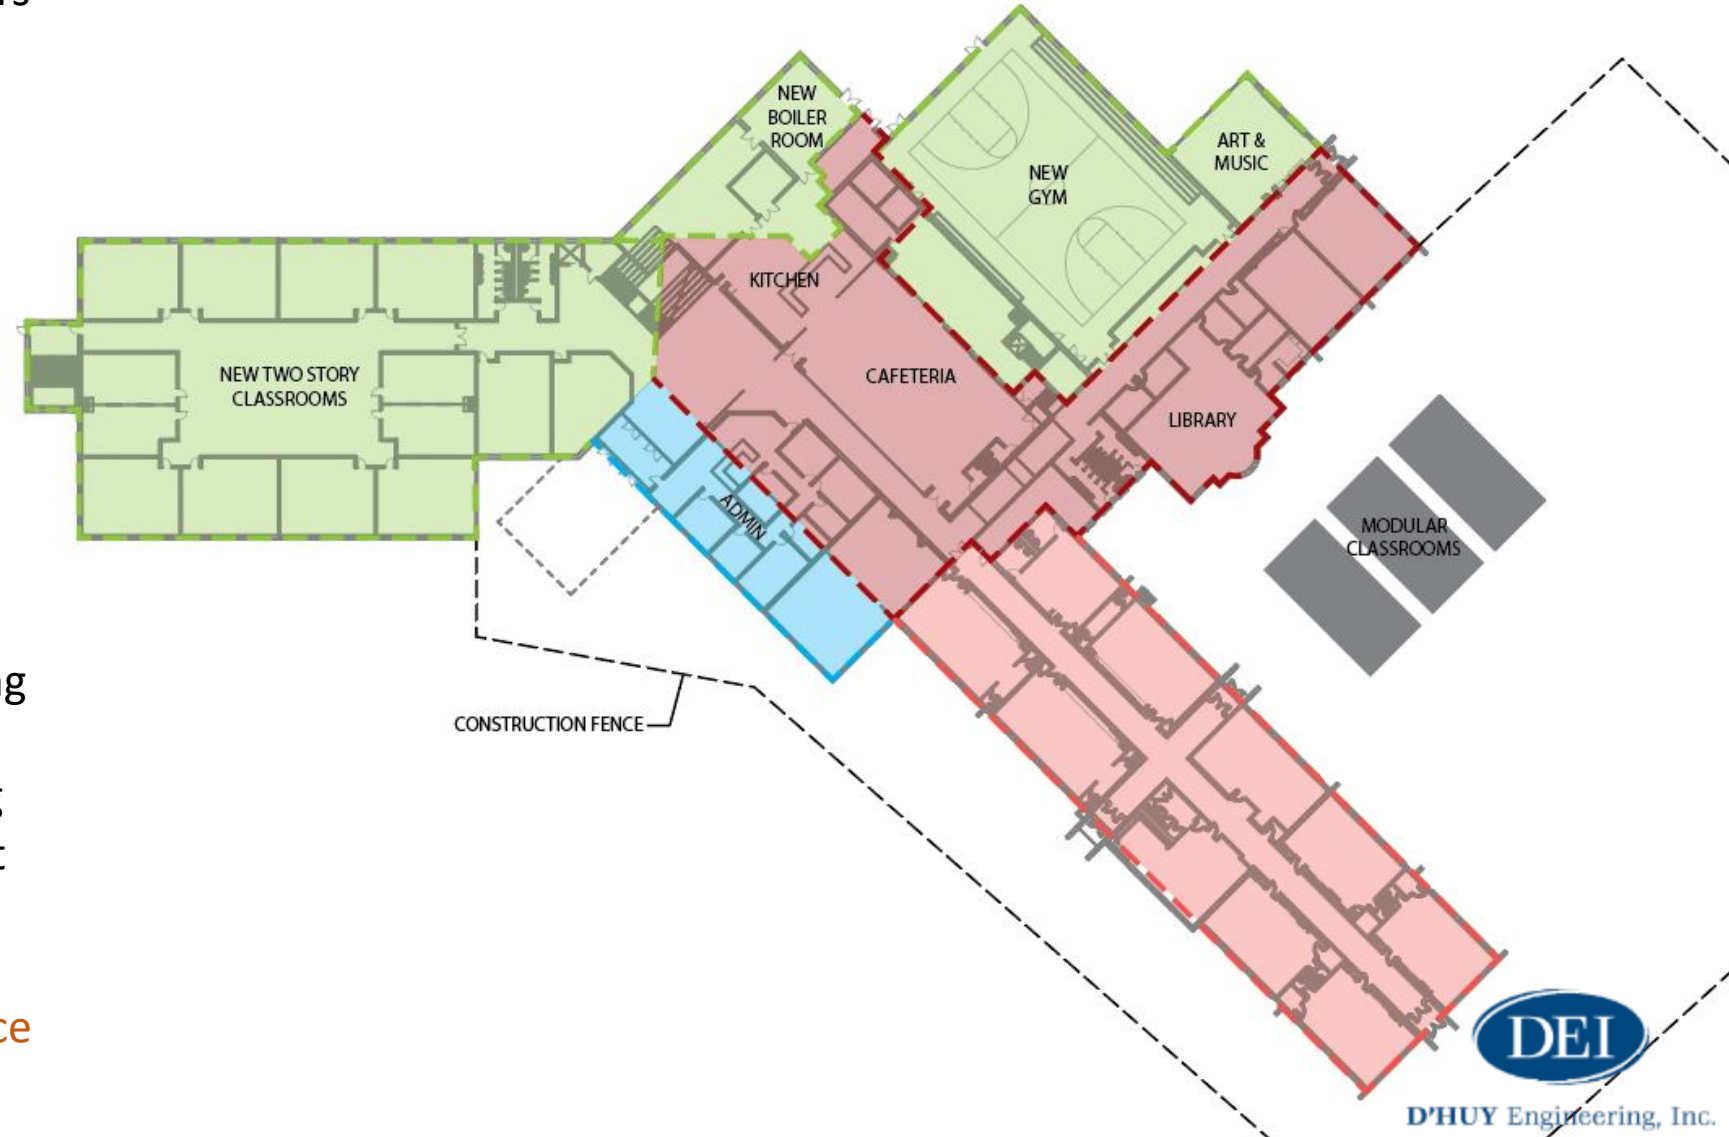 NEW
BOILER
ROOM
NEW
GYM
ART &
MUSIC
KITCHEN
NEW TWO STORY
CLASSROOMS
CAFETERIA
LIBRARY
ADMIN
MODULAR
CLASSROOMS
CONSTRUCTION FENCE
DEI
D'HUY Engineering, Inc.